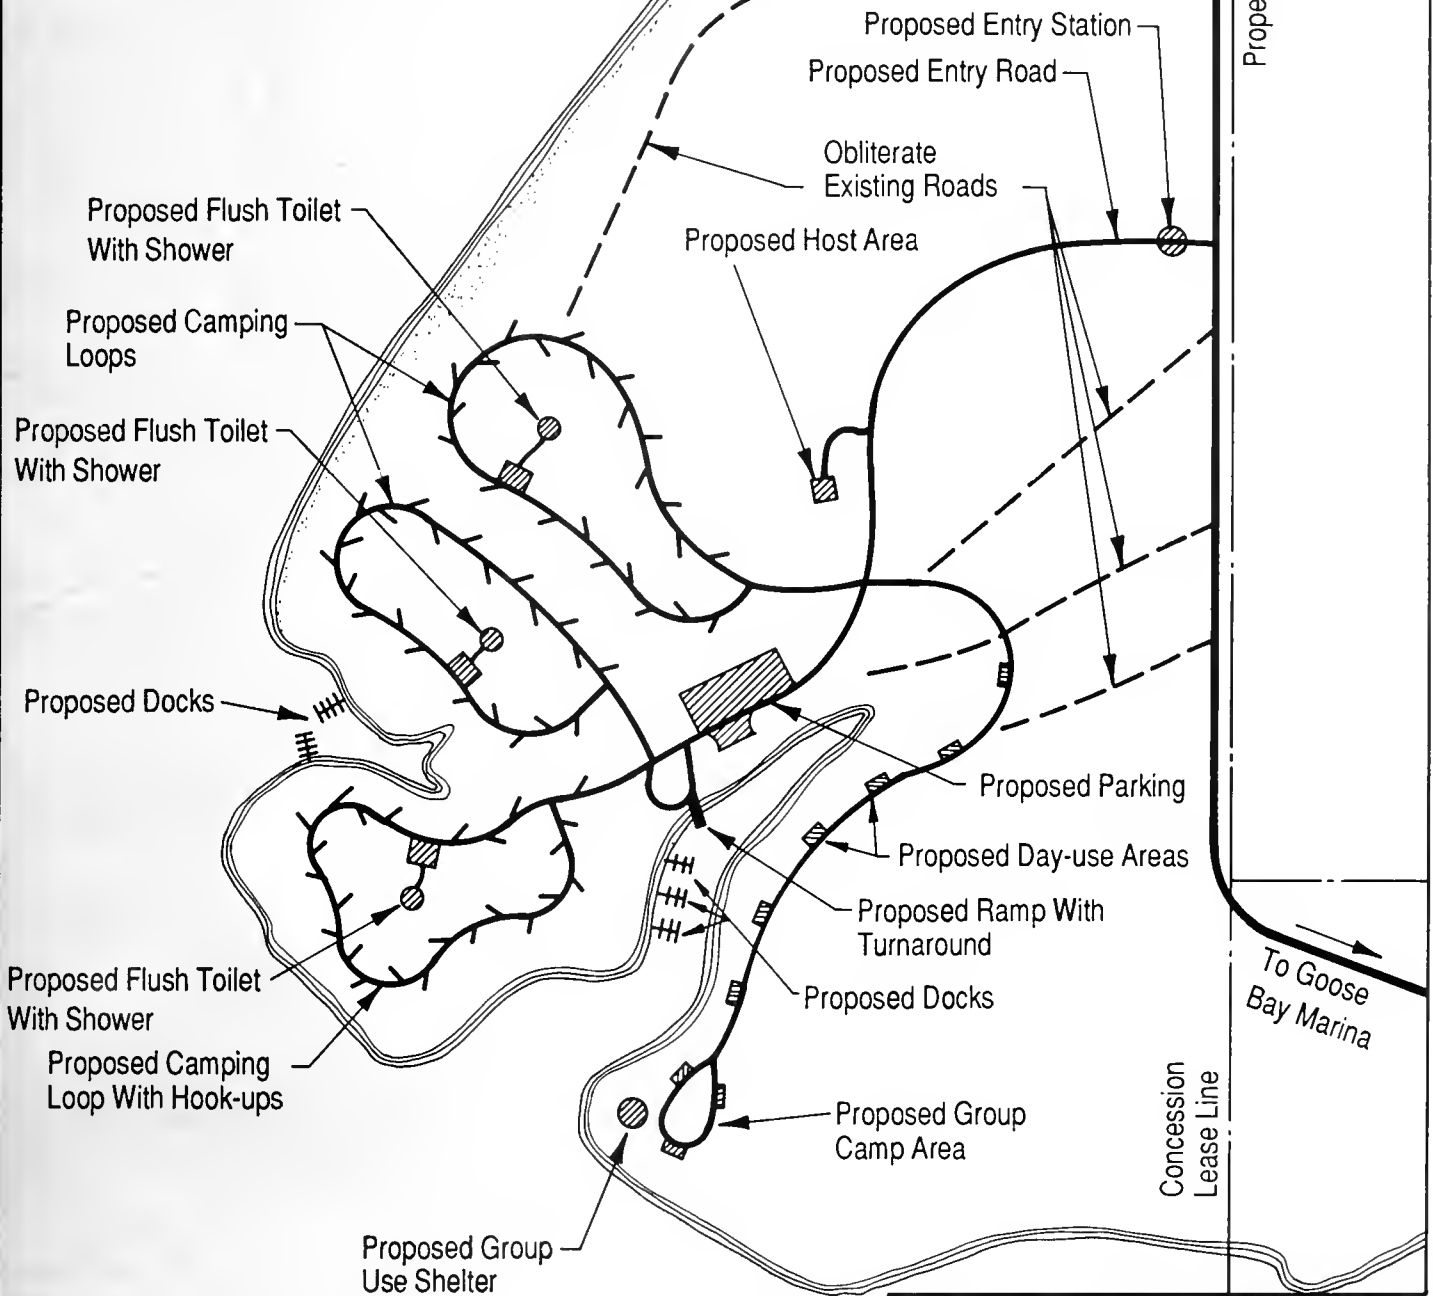 Proposed Entry Station
Proposed Entry Road
Obliterate
Existing Roads
Proposed Flush Toilet
With Shower
Proposed Host Area
Proposed Camping
Loops
Proposed Flush Toilet
With Shower
Proposed Docks
Proposed Parking
Proposed Day-use Areas
Proposed Ramp With
Turnaround
Proposed Flush Toilet
With Shower
Proposed Docks
To Goose
Bay Marina
Proposed Camping
Loop With Hook-ups
Proposed Group
Camp Area
Concession
Lease Line
Proposed Group
Use Shelter